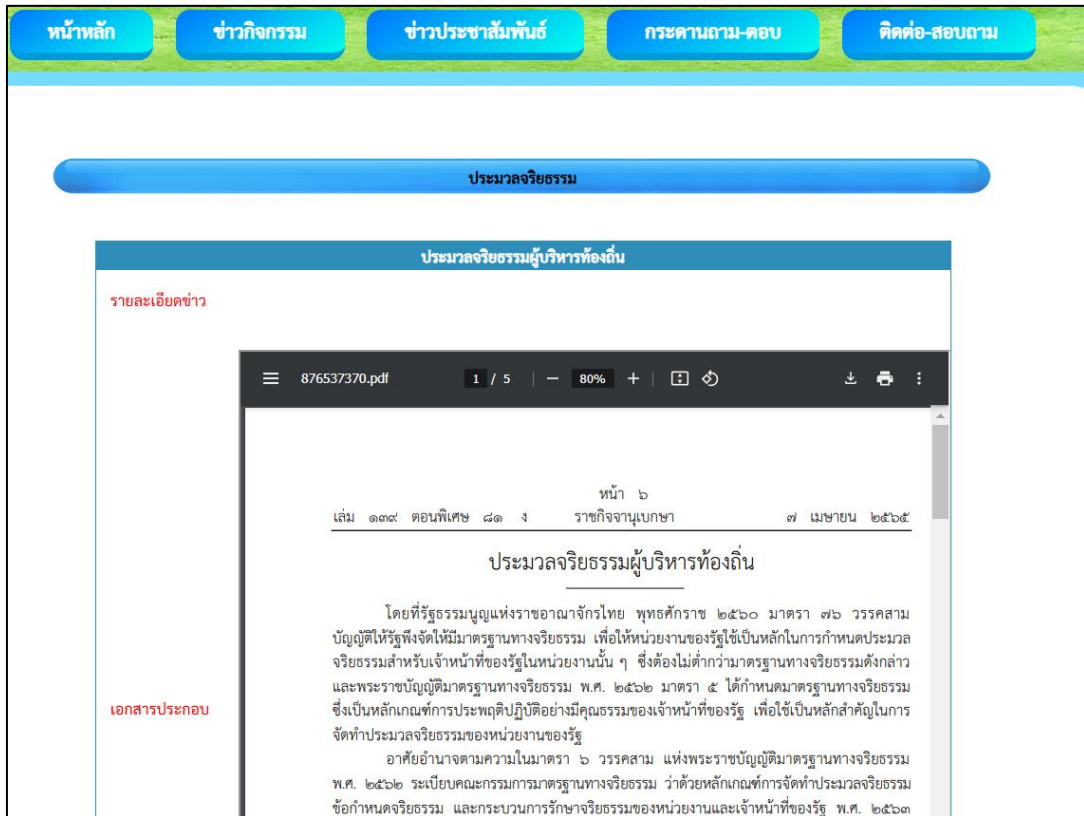 หน้าหลัก ข่าวกิจกรรม ข่าวประชาสัมพันธ์ กระดานถาม-ตอบ ติดต่อ-สอบถาม
ประมวลจริยธรรม
ประมวลจริยธรรมผู้บริหารท้องถิ่น
รายละเอียดข่าว
876537370.pdf 1 / 5 80%
หน้า ๖
เล่ม ๑๓๙ ตอนพิเศษ ๘๑ ง ราชกิจจานุเบกษา ๗ เมษายน ๒๕๖๕
ประมวลจริยธรรมผู้บริหารท้องถิ่น
โดยที่รัฐธรรมนูญแห่งราชอาณาจักรไทย พุทธศักราช ๒๕๖๐ มาตรา ๗๖ วรรคสาม
บัญญัติให้รัฐพึงจัดให้มีมาตรฐานทางจริยธรรม เพื่อให้หน่วยงานของรัฐใช้เป็นหลักในการกำหนดประมวล
จริยธรรมสำหรับเจ้าหน้าที่ของรัฐในหน่วยงานนั้น ๆ ซึ่งต้องไม่ต่ำกว่ามาตรฐานทางจริยธรรมดังกล่าว
และพระราชบัญญัติมาตรฐานทางจริยธรรม พ.ศ. ๒๕๖๒ มาตรา ๕ ได้กำหนดมาตรฐานทางจริยธรรม
ซึ่งเป็นหลักเกณฑ์การประพฤติปฏิบัติอย่างมีคุณธรรมของเจ้าหน้าที่ของรัฐ เพื่อใช้เป็นหลักสำคัญในการ
จัดทำประมวลจริยธรรมของหน่วยงานของรัฐ
เอกสารประกอบ
อาศัยอำนาจตามความในมาตรา ๖ วรรคสาม แห่งพระราชบัญญัติมาตรฐานทางจริยธรรม
พ.ศ. ๒๕๖๒ ระเบียบคณะกรรมการมาตรฐานทางจริยธรรม ว่าด้วยหลักเกณฑ์การจัดทำประมวลจริยธรรม
ข้อกำหนดจริยธรรม และกระบวนการรักษาจริยธรรมของหน่วยงานและเจ้าหน้าที่ของรัฐ พ.ศ. ๒๕๖๓